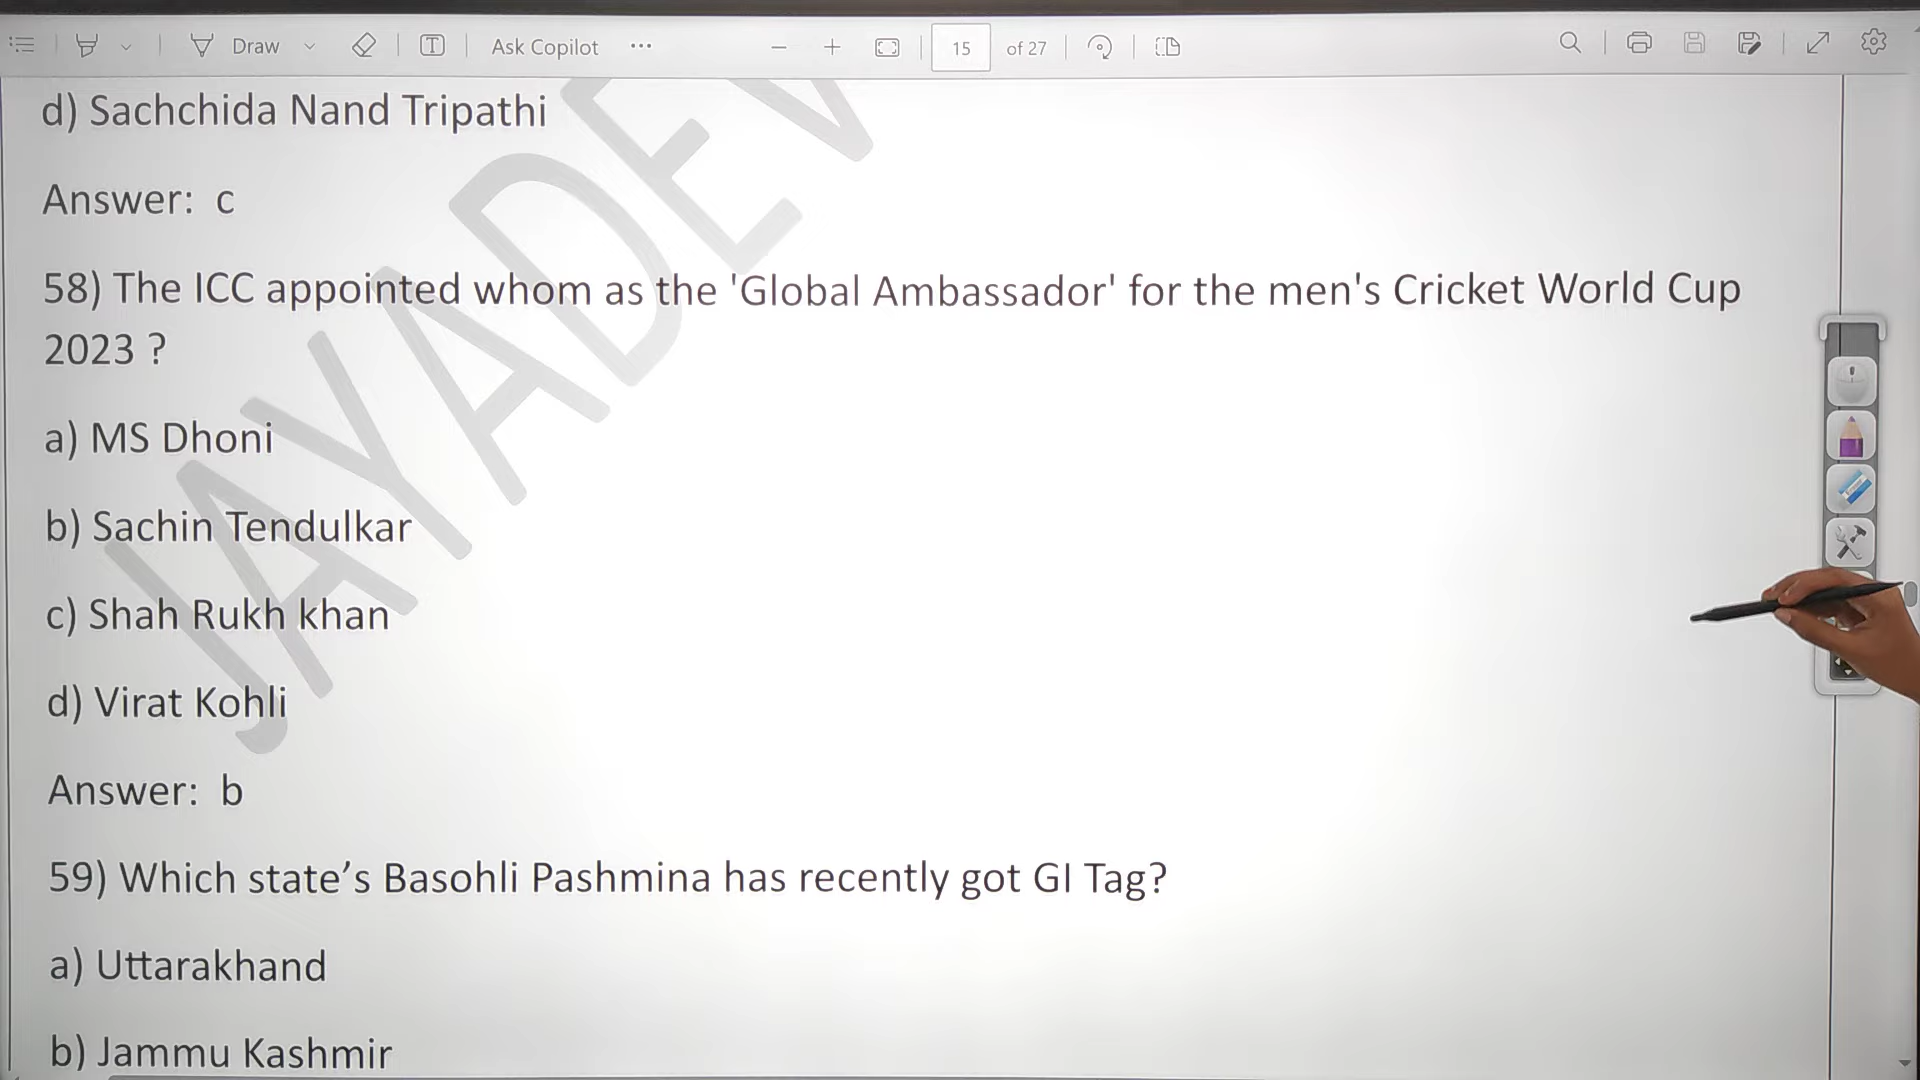 Draw
Ask Copilot
15 of 27
d) Sachchida Nand Tripathi
Answer: c
58) The ICC appointed whom as the 'Global Ambassador' for the men's Cricket World Cup
2023 ?
a) MS Dhoni
b) Sachin Tendulkar
c) Shah Rukh khan
d) Virat Kohli
Answer: b
59) Which state’s Basohli Pashmina has recently got GI Tag?
a) Uttarakhand
b) Jammu Kashmir
JAYADEV